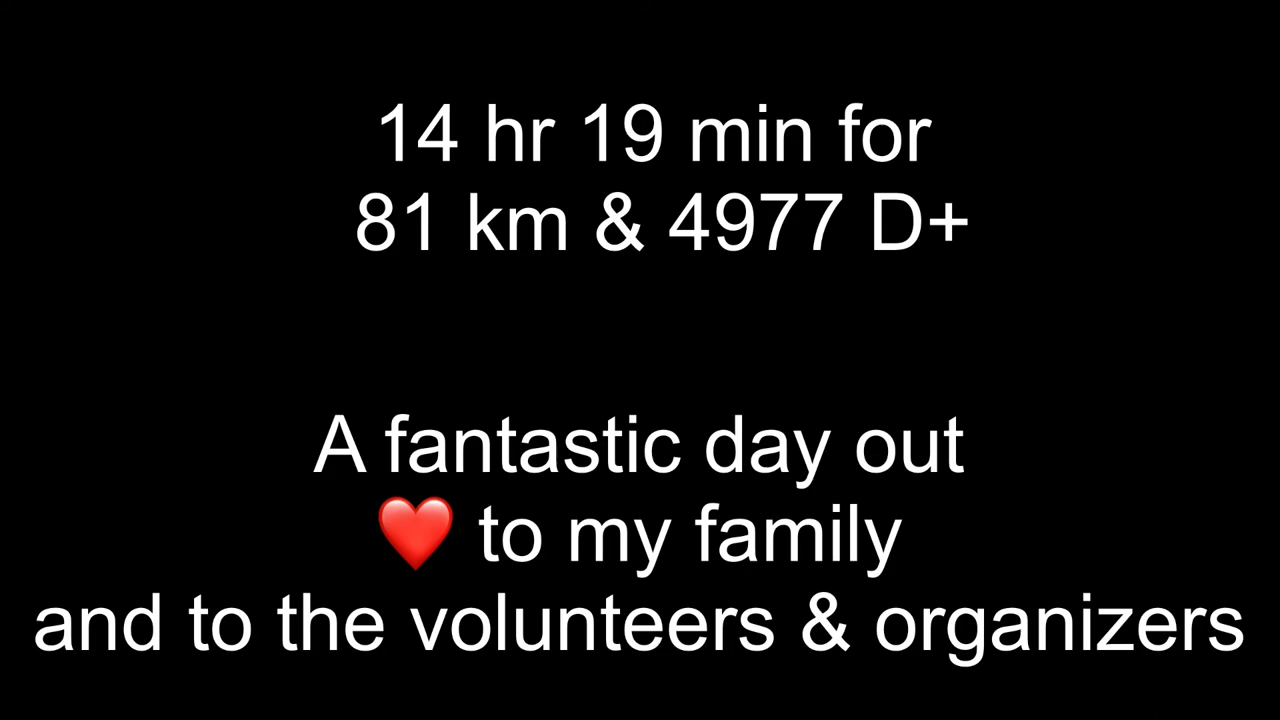 14 hr 19 min for
81 km & 4977 D+
A fantastic day out
❤️ to my family
and to the volunteers & organizers